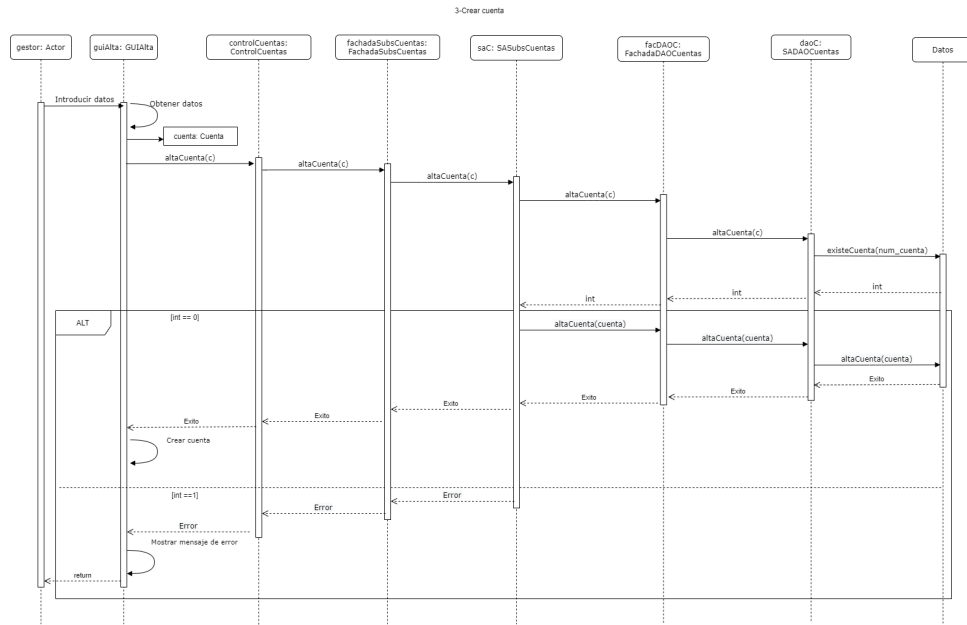 3-Crear cuenta
gestor: Actor
guiAlta: GUIAlta
controlCuentas:
ControlCuentas
fachadaSubsCuentas:
FachadaSubsCuentas
saC: SASubsCuentas
facDAOC:
FachadaDAOCuentas
daoC:
SADAOCuentas
Datos
Introducir datos
Obtener datos
cuenta: Cuenta
altaCuenta(c)
altaCuenta(c)
altaCuenta(c)
altaCuenta(c)
altaCuenta(c)
existeCuenta(num_cuenta)
int
int
int
ALT
[int == 0]
altaCuenta(cuenta)
altaCuenta(cuenta)
altaCuenta(cuenta)
Exito
Exito
Exito
Exito
Exito
Exito
Crear cuenta
[int ==1]
Error
Error
Error
Mostrar mensaje de error
return